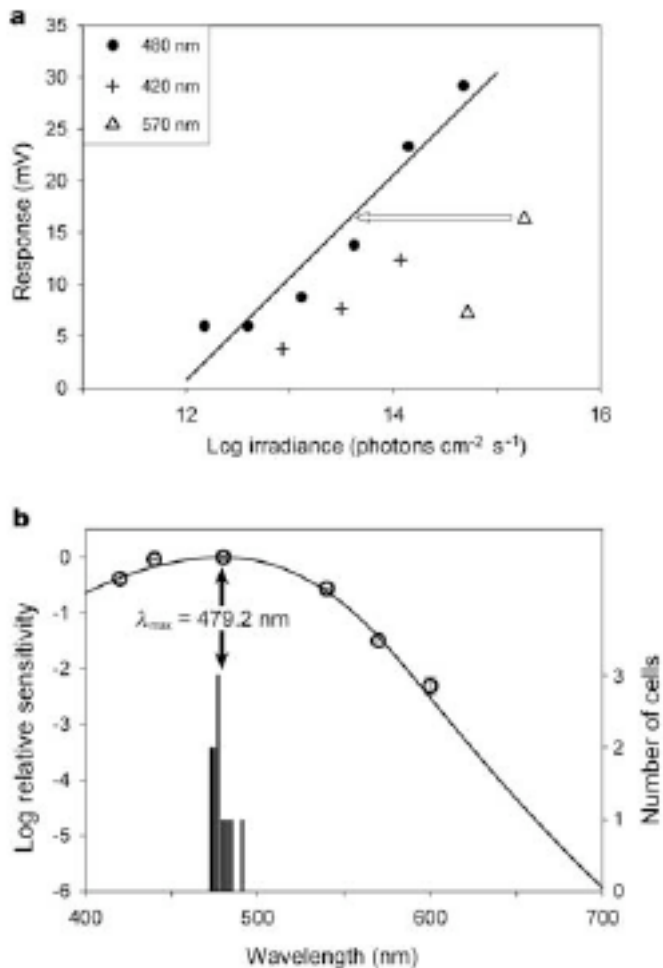 a
480 nm
420 nm
570 nm
35
30
25
20
15
10
5
0
Response (mV)
12 14 16
Log irradiance (photons cm⁻² s⁻¹)
b
0
-1
-2
-3
-4
-5
-6
Log relative sensitivity
λmax = 479.2 nm
3
2
1
0
Number of cells
400 500 600 700
Wavelength (nm)